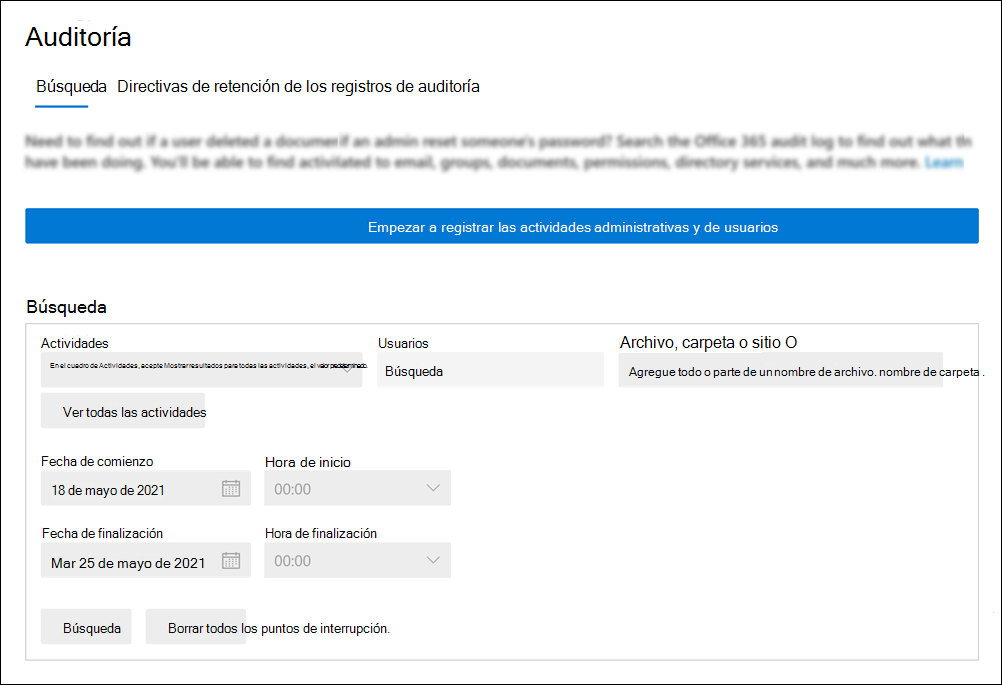 Auditoría
Búsqueda Directivas de retención de los registros de auditoría
Need to find out if a user deleted a document if an admin reset someone's password? Search the Office 365 audit log to find out what th
have been doing. You'll be able to find activilated to email, groups, documents, permissions, directory services, and much more. Learn
Empezar a registrar las actividades administrativas y de usuarios
Búsqueda
Actividades Usuarios Archivo, carpeta o sitio O
En el cuadro de Actividades, acepte Mostrar resultados para todas las actividades, el valor predeterminado.
Búsqueda
Agregue todo o parte de un nombre de archivo. nombre de carpeta .
Ver todas las actividades
Fecha de comienzo Hora de inicio
18 de mayo de 2021 00:00
Fecha de finalización Hora de finalización
Mar 25 de mayo de 2021 00:00
Búsqueda Borrar todos los puntos de interrupción.